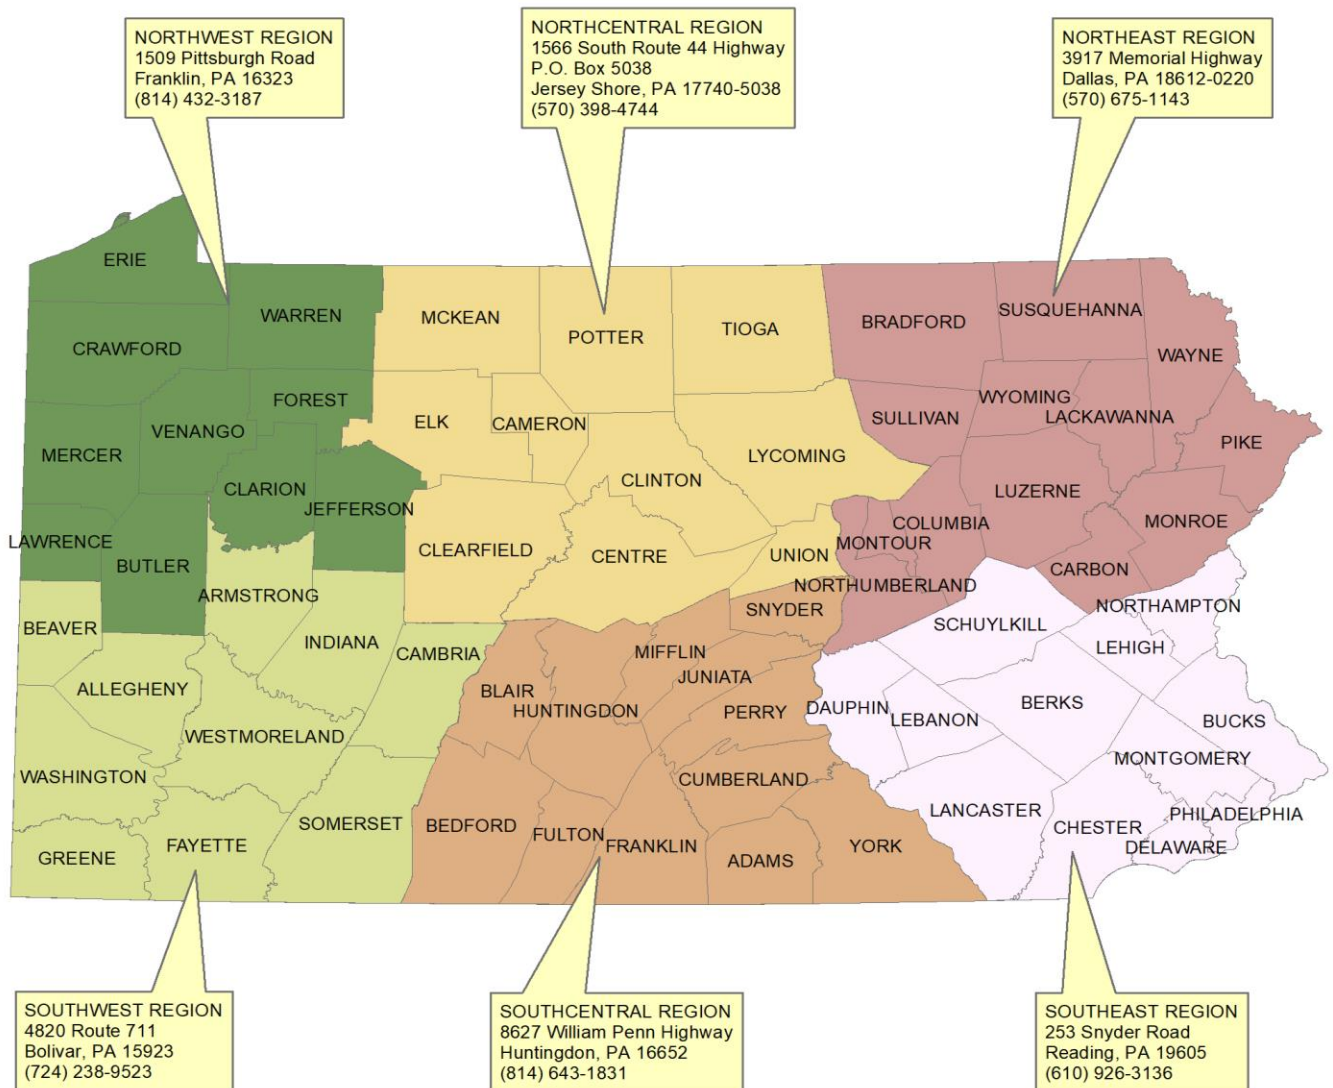 NORTHWEST REGION
1509 Pittsburgh Road
Franklin, PA 16323
(814) 432-3187
NORTHCENTRAL REGION
1566 South Route 44 Highway
P.O. Box 5038
Jersey Shore, PA 17740-5038
(570) 398-4744
NORTHEAST REGION
3917 Memorial Highway
Dallas, PA 18612-0220
(570) 675-1143
ERIE
WARREN
CRAWFORD
FOREST
VENANGO
MERCER
CLARION
JEFFERSON
LAWRENCE
BUTLER
MCKEAN
POTTER
TIOGA
ELK
CAMERON
LYCOMING
CLINTON
CLEARFIELD
CENTRE
UNION
BRADFORD
SUSQUEHANNA
WAYNE
WYOMING
SULLIVAN
LACKAWANNA
PIKE
LUZERNE
COLUMBIA
MONROE
MONTOUR
CARBON
NORTHUMBERLAND
ARMSTRONG
BEAVER
INDIANA
CAMBRIA
ALLEGHENY
WESTMORELAND
WASHINGTON
SOMERSET
FAYETTE
GREENE
SNYDER
MIFFLIN
JUNIATA
BLAIR
HUNTINGDON
PERRY
CUMBERLAND
BEDFORD
FULTON
FRANKLIN
ADAMS
YORK
NORTHAMPTON
SCHUYLKILL
LEHIGH
DAUPHIN
LEBANON
BERKS
BUCKS
MONTGOMERY
LANCASTER
PHILADELPHIA
CHESTER
DELAWARE
SOUTHWEST REGION
4820 Route 711
Bolivar, PA 15923
(724) 238-9523
SOUTHCENTRAL REGION
8627 William Penn Highway
Huntingdon, PA 16652
(814) 643-1831
SOUTHEAST REGION
253 Snyder Road
Reading, PA 19605
(610) 926-3136